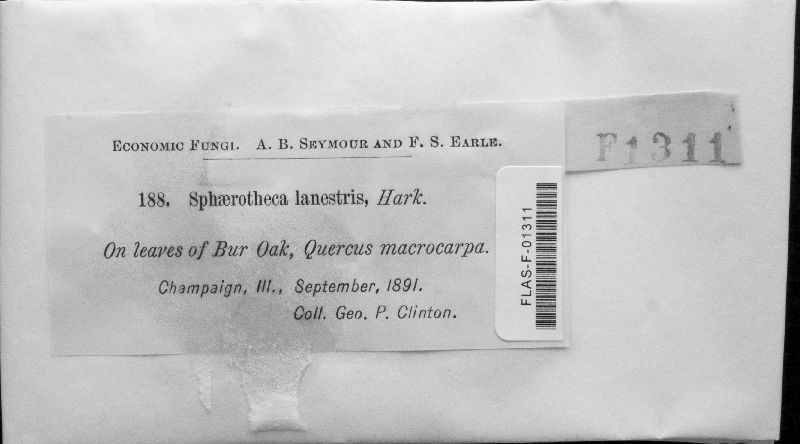 Economic Fungi. A. B. Seymour and F. S. Earle.
188. Sphærotheca lanestris, Hark.
On leaves of Bur Oak, Quercus macrocarpa.
Champaign, Ill., September, 1891.
Coll. Geo. P. Clinton.
FLAS-F-01311
F1311